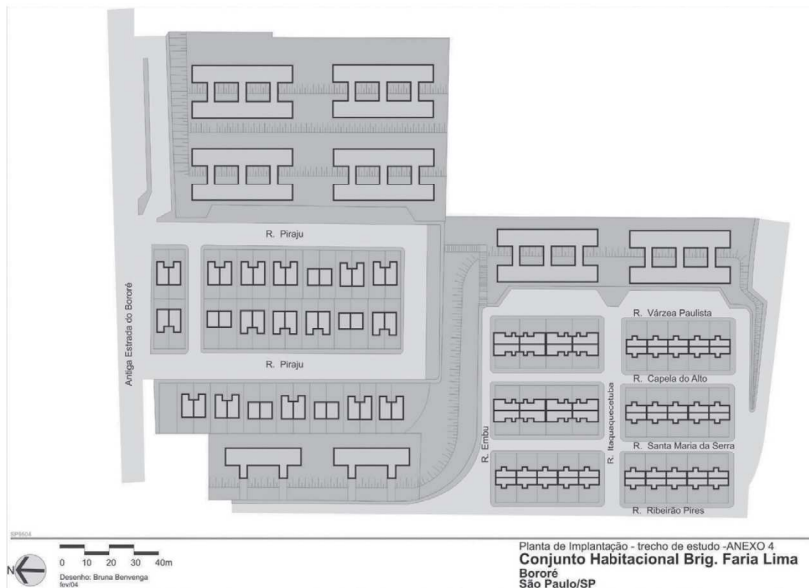 R. Piraju
Antiga Estrada do Bororé
R. Piraju
R. Várzea Paulista
R. Capela do Alto
R. Embu
R. Itaquaquecetuba
R. Santa Maria da Serra
R. Ribeirão Pires
N
0 10 20 30 40m
Desenho: Bruna Benvenga
fev/04
Planta de Implantação - trecho de estudo -ANEXO 4
Conjunto Habitacional Brig. Faria Lima
Bororé
São Paulo/SP